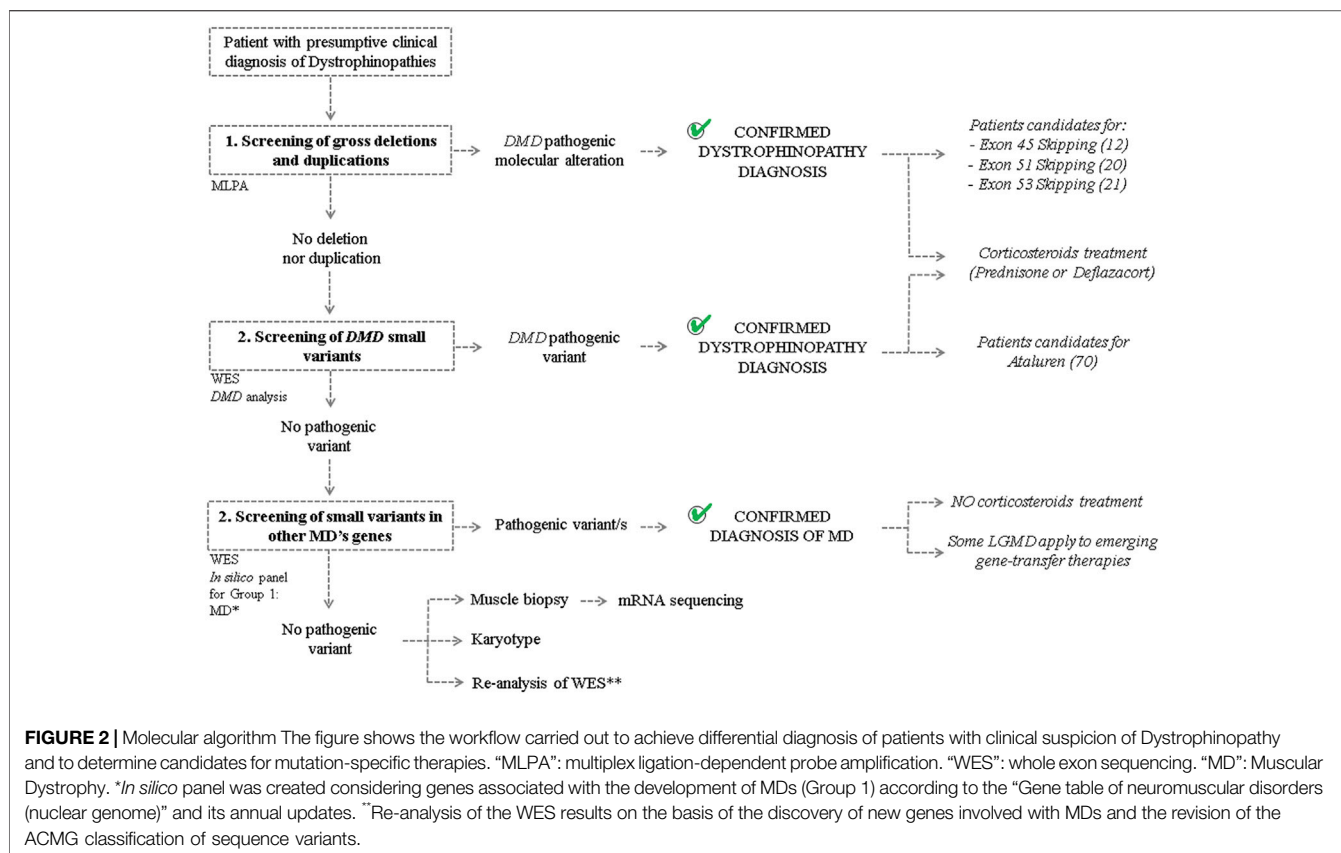 Patient with presumptive clinical
diagnosis of Dystrophinopathies
1. Screening of gross deletions
and duplications
MLPA
DMD pathogenic
molecular alteration
CONFIRMED
DYSTROPHINOPATHY
DIAGNOSIS
Patients candidates for:
- Exon 45 Skipping (12)
- Exon 51 Skipping (20)
- Exon 53 Skipping (21)
No deletion
nor duplication
Corticosteroids treatment
(Prednisone or Deflazacort)
2. Screening of DMD small
variants
WES
DMD analysis
DMD pathogenic
variant
CONFIRMED
DYSTROPHINOPATHY
DIAGNOSIS
Patients candidates for
Ataluren (70)
No pathogenic
variant
2. Screening of small variants in
other MD's genes
WES
In silico panel
for Group 1:
MD*
Pathogenic variant/s
CONFIRMED
DIAGNOSIS OF MD
NO corticosteroids treatment
Some LGMD apply to emerging
gene-transfer therapies
No pathogenic
variant
Muscle biopsy
mRNA sequencing
Karyotype
Re-analysis of WES**
FIGURE 2 | Molecular algorithm The figure shows the workflow carried out to achieve differential diagnosis of patients with clinical suspicion of Dystrophinopathy
and to determine candidates for mutation-specific therapies. “MLPA”: multiplex ligation-dependent probe amplification. “WES”: whole exon sequencing. “MD”: Muscular
Dystrophy. *In silico panel was created considering genes associated with the development of MDs (Group 1) according to the “Gene table of neuromuscular disorders
(nuclear genome)” and its annual updates. **Re-analysis of the WES results on the basis of the discovery of new genes involved with MDs and the revision of the
ACMG classification of sequence variants.